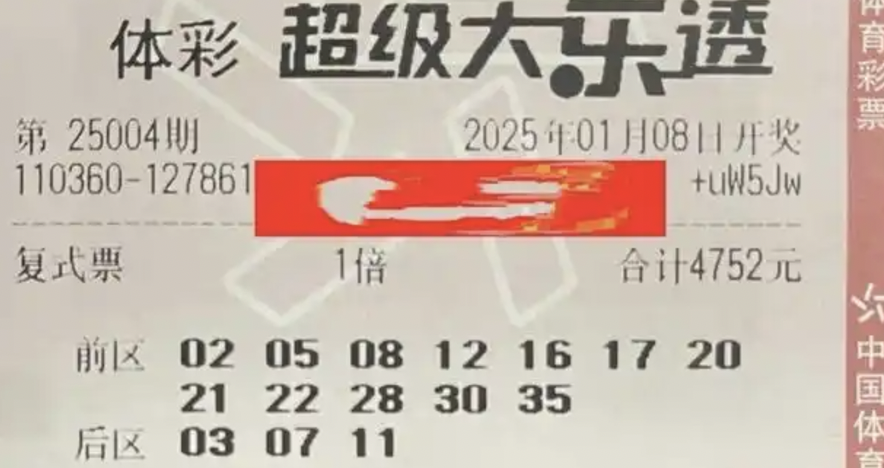 体彩 超级大乐透
第 25004期 2025年01月08日开奖
110360-127861 +uW5Jw
复式票 1倍 合计4752元
前区 02 05 08 12 16 17 20
21 22 28 30 35
后区 03 07 11
体育彩票
中国体育